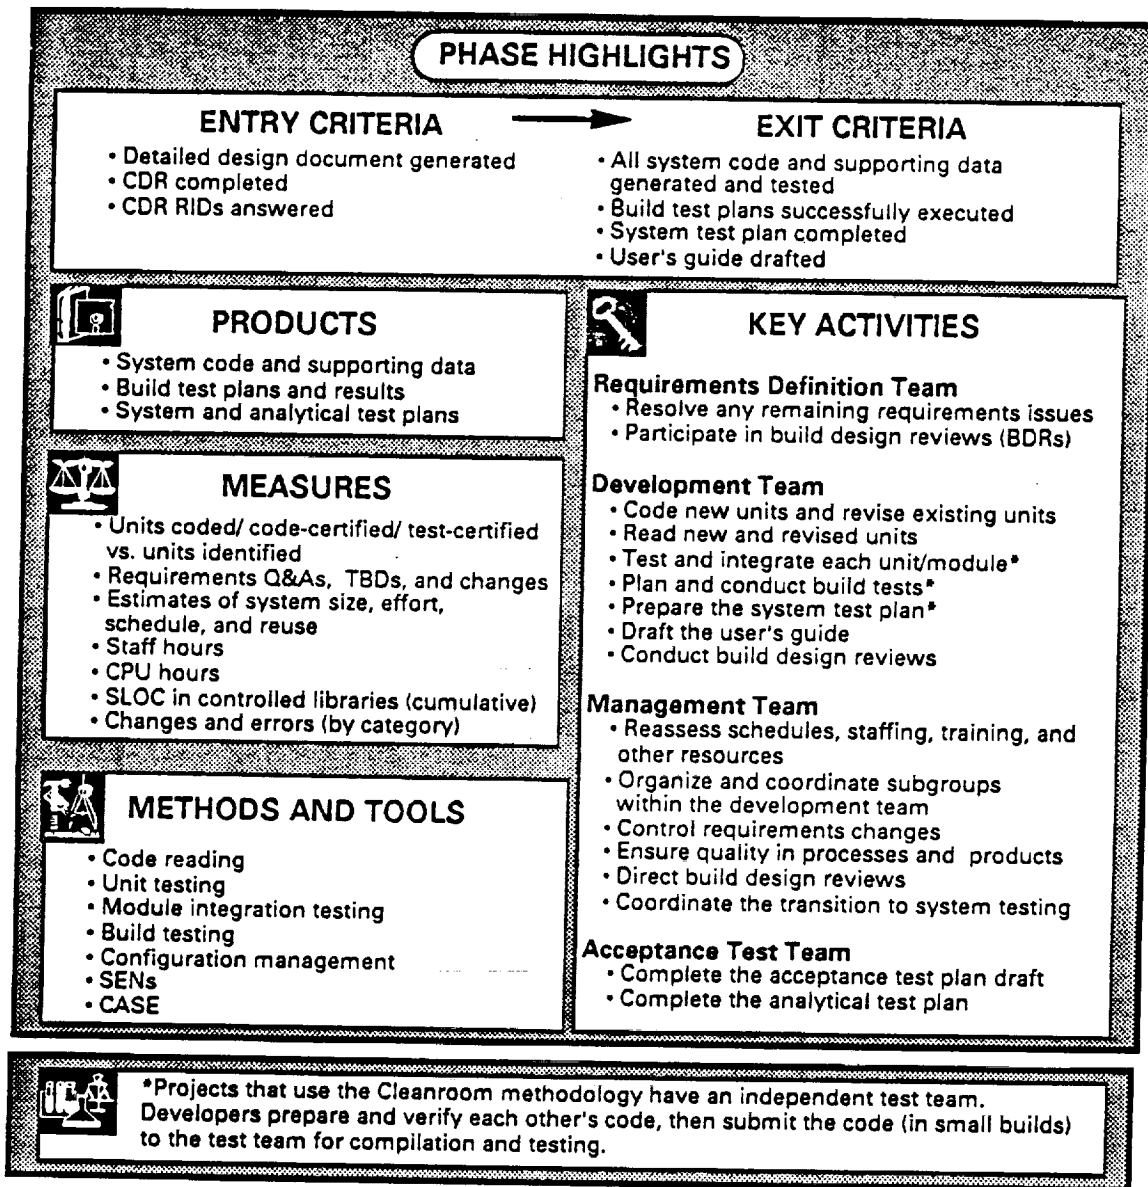 PHASE HIGHLIGHTS
ENTRY CRITERIA
• Detailed design document generated
• CDR completed
• CDR RIDs answered
EXIT CRITERIA
• All system code and supporting data
generated and tested
• Build test plans successfully executed
• System test plan completed
• User's guide drafted
PRODUCTS
• System code and supporting data
• Build test plans and results
• System and analytical test plans
MEASURES
• Units coded/ code-certified/ test-certified
vs. units identified
• Requirements Q&As, TBDs, and changes
• Estimates of system size, effort,
schedule, and reuse
• Staff hours
• CPU hours
• SLOC in controlled libraries (cumulative)
• Changes and errors (by category)
METHODS AND TOOLS
• Code reading
• Unit testing
• Module integration testing
• Build testing
• Configuration management
• SENs
• CASE
KEY ACTIVITIES
Requirements Definition Team
• Resolve any remaining requirements issues
• Participate in build design reviews (BDRs)
Development Team
• Code new units and revise existing units
• Read new and revised units
• Test and integrate each unit/module*
• Plan and conduct build tests*
• Prepare the system test plan*
• Draft the user's guide
• Conduct build design reviews
Management Team
• Reassess schedules, staffing, training, and
other resources
• Organize and coordinate subgroups
within the development team
• Control requirements changes
• Ensure quality in processes and products
• Direct build design reviews
• Coordinate the transition to system testing
Acceptance Test Team
• Complete the acceptance test plan draft
• Complete the analytical test plan
*Projects that use the Cleanroom methodology have an independent test team.
Developers prepare and verify each other's code, then submit the code (in small builds)
to the test team for compilation and testing.